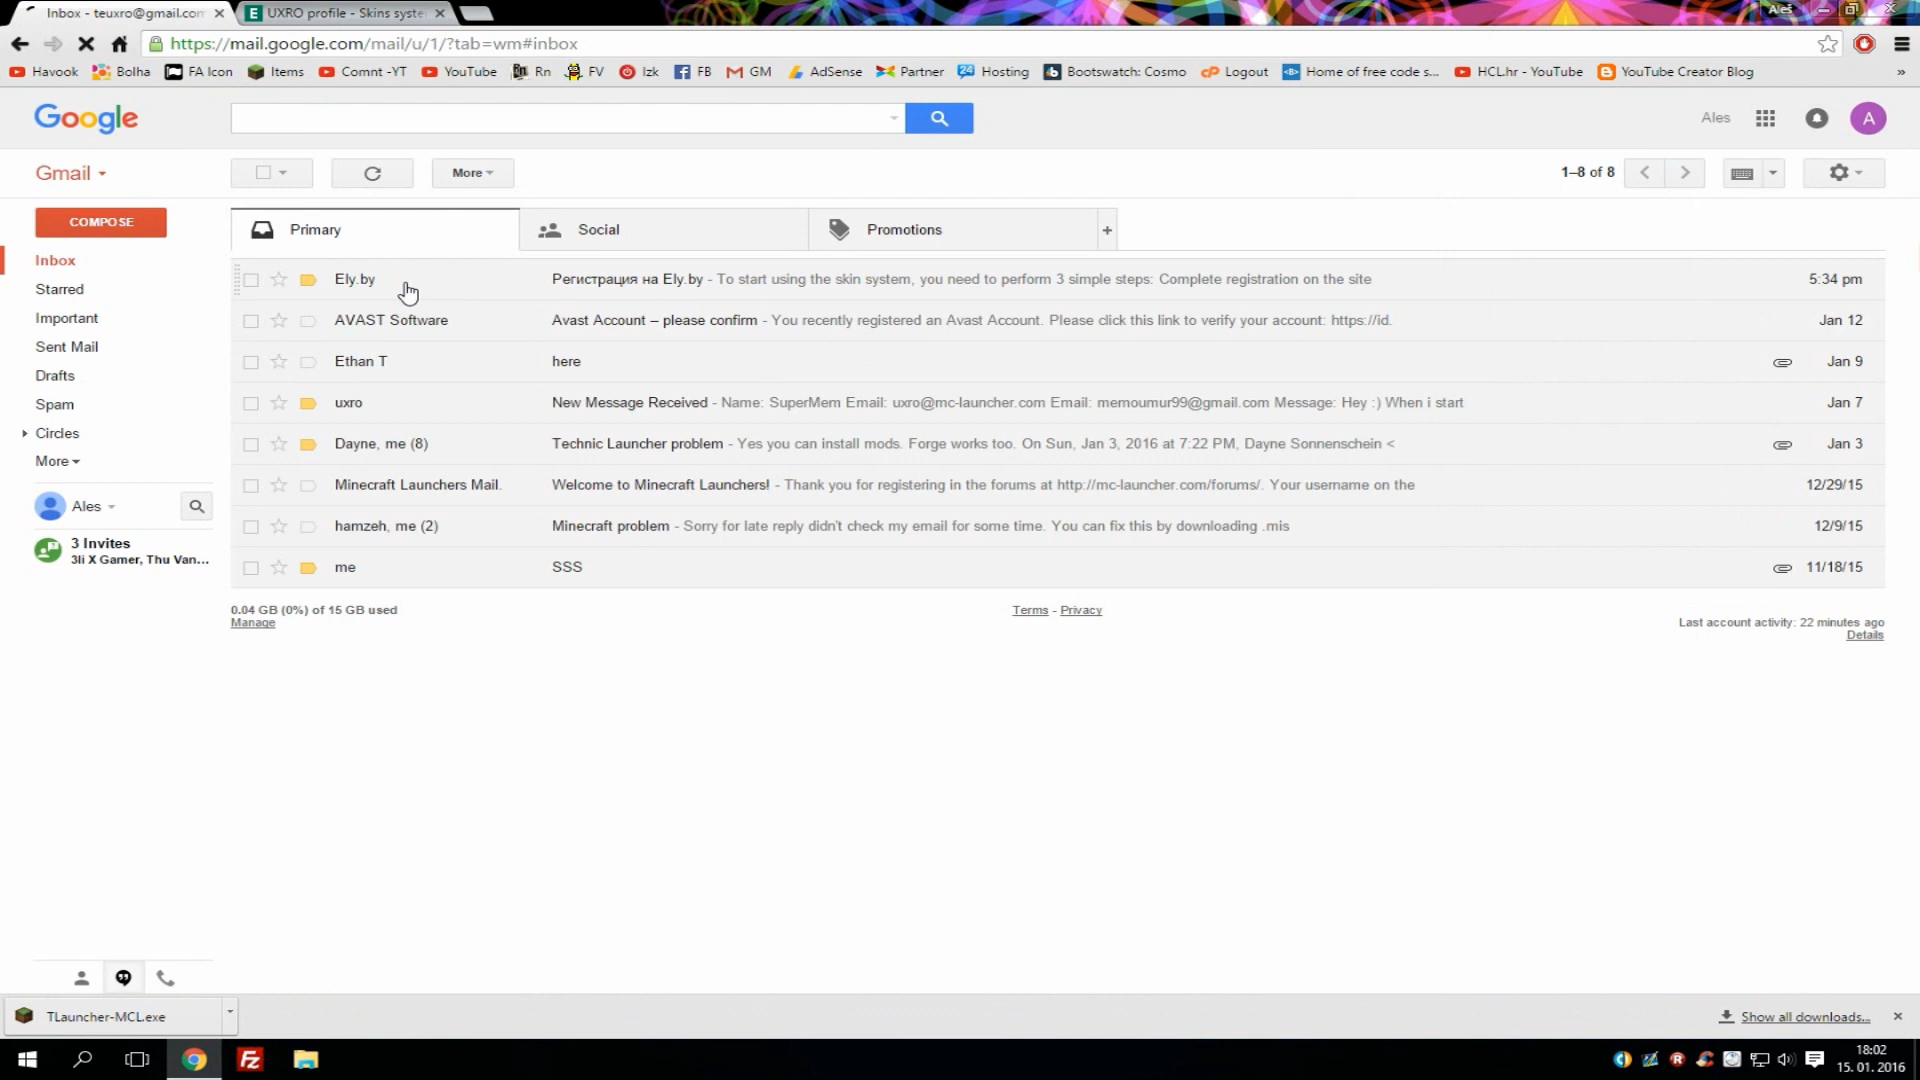 Inbox - teuxro@gmail.com
UXRO profile - Skins syste
Aleš
https://mail.google.com/mail/u/1/?tab=wm#inbox
Havook Bolha FA Icon Items Comnt -YT YouTube Rn FV Izk FB GM AdSense Partner Hosting Bootswatch: Cosmo Logout Home of free code s... HCL.hr - YouTube YouTube Creator Blog »
Google
Ales
A
Gmail
More
1–8 of 8
COMPOSE
Primary
Social
Promotions
+
Inbox
Starred
Important
Sent Mail
Drafts
Spam
Circles
More
Ales
3 Invites
3li X Gamer, Thu Van...
Ely.by Регистрация на Ely.by - To start using the skin system, you need to perform 3 simple steps: Complete registration on the site 5:34 pm
AVAST Software Avast Account – please confirm - You recently registered an Avast Account. Please click this link to verify your account: https://id. Jan 12
Ethan T here Jan 9
uxro New Message Received - Name: SuperMem Email: uxro@mc-launcher.com Email: memoumur99@gmail.com Message: Hey :) When i start Jan 7
Dayne, me (8) Technic Launcher problem - Yes you can install mods. Forge works too. On Sun, Jan 3, 2016 at 7:22 PM, Dayne Sonnenschein < Jan 3
Minecraft Launchers Mail. Welcome to Minecraft Launchers! - Thank you for registering in the forums at http://mc-launcher.com/forums/. Your username on the 12/29/15
hamzeh, me (2) Minecraft problem - Sorry for late reply didn't check my email for some time. You can fix this by downloading .mis 12/9/15
me SSS 11/18/15
0.04 GB (0%) of 15 GB used
Manage
Terms - Privacy
Last account activity: 22 minutes ago
Details
TLauncher-MCL.exe
Show all downloads...
18:02
15. 01. 2016